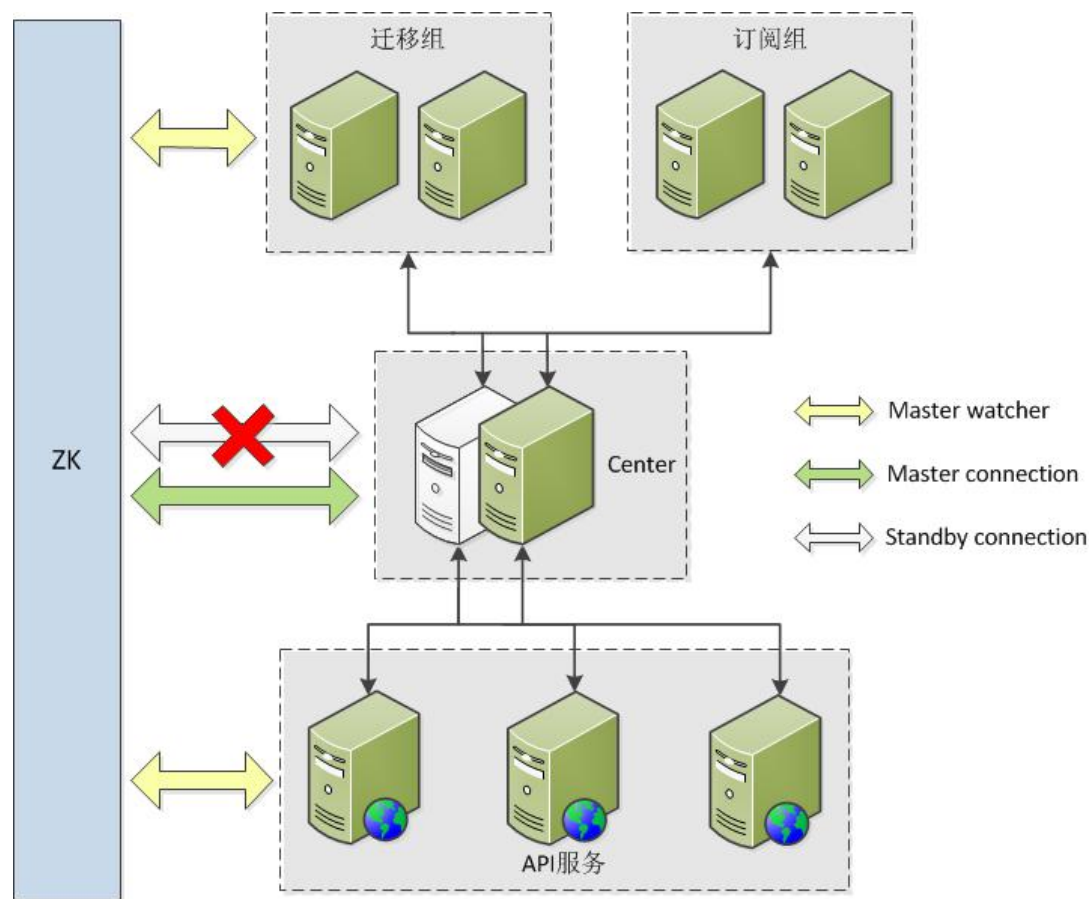 迁移组
订阅组
ZK
Center
Master watcher
Master connection
Standby connection
API服务